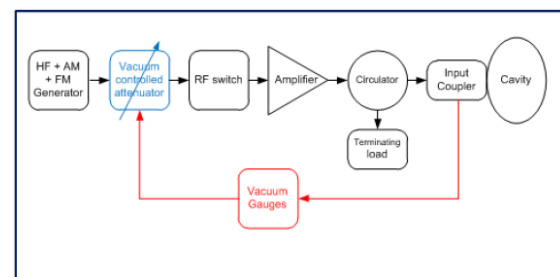 HF + AM
+ FM
Generator
Vacuum
controlled
attenuator
RF switch
Amplifier
Circulator
Input
Coupler
Cavity
Terminating
load
Vacuum
Gauges